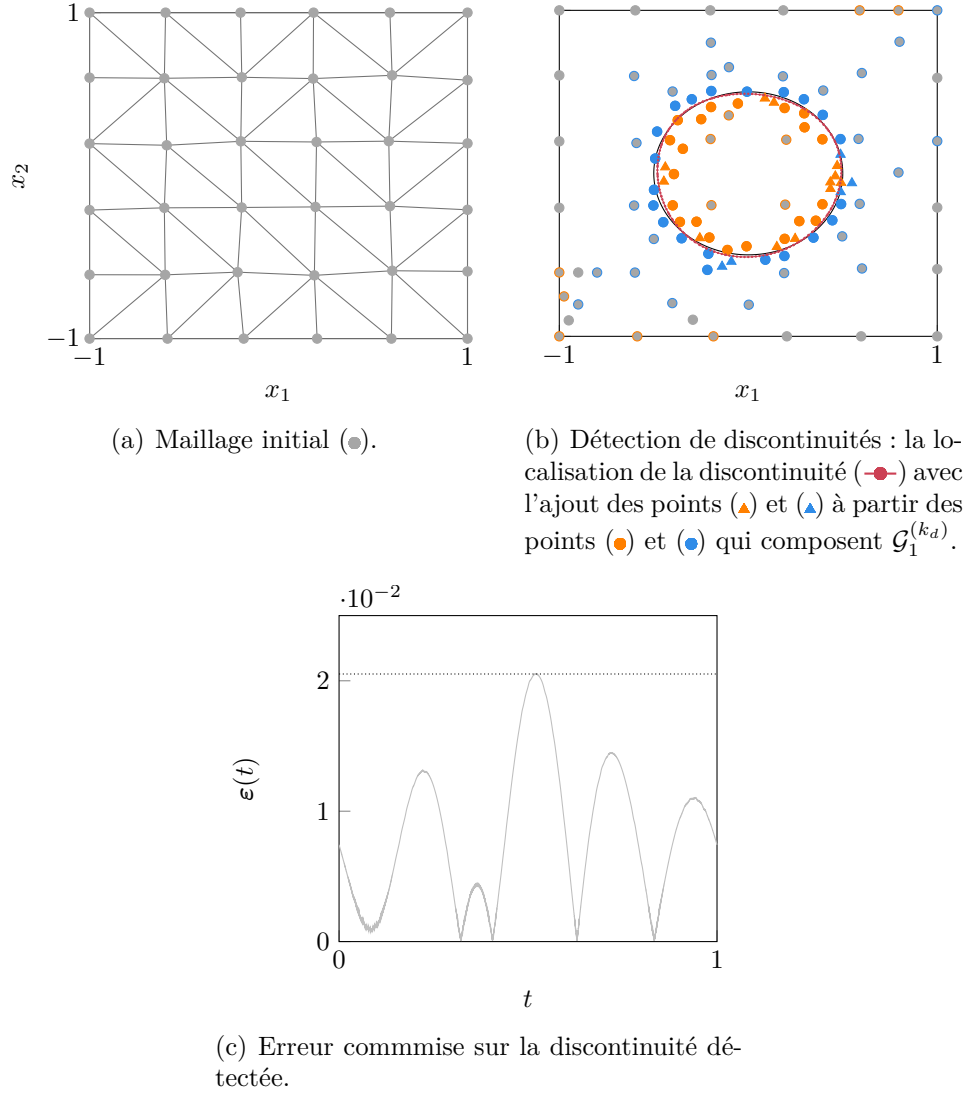 1
x₂
−1
−1
1
x₁
(a) Maillage initial ( ).
−1
1
x₁
(b) Détection de discontinuités : la lo-
calisation de la discontinuité ( ) avec
l'ajout des points ( ) et ( ) à partir des
points ( ) et ( ) qui composent 𝒢₁^(k_d).
·10⁻²
2
1
0
ε(t)
0
1
t
(c) Erreur commmise sur la discontinuité dé-
tectée.